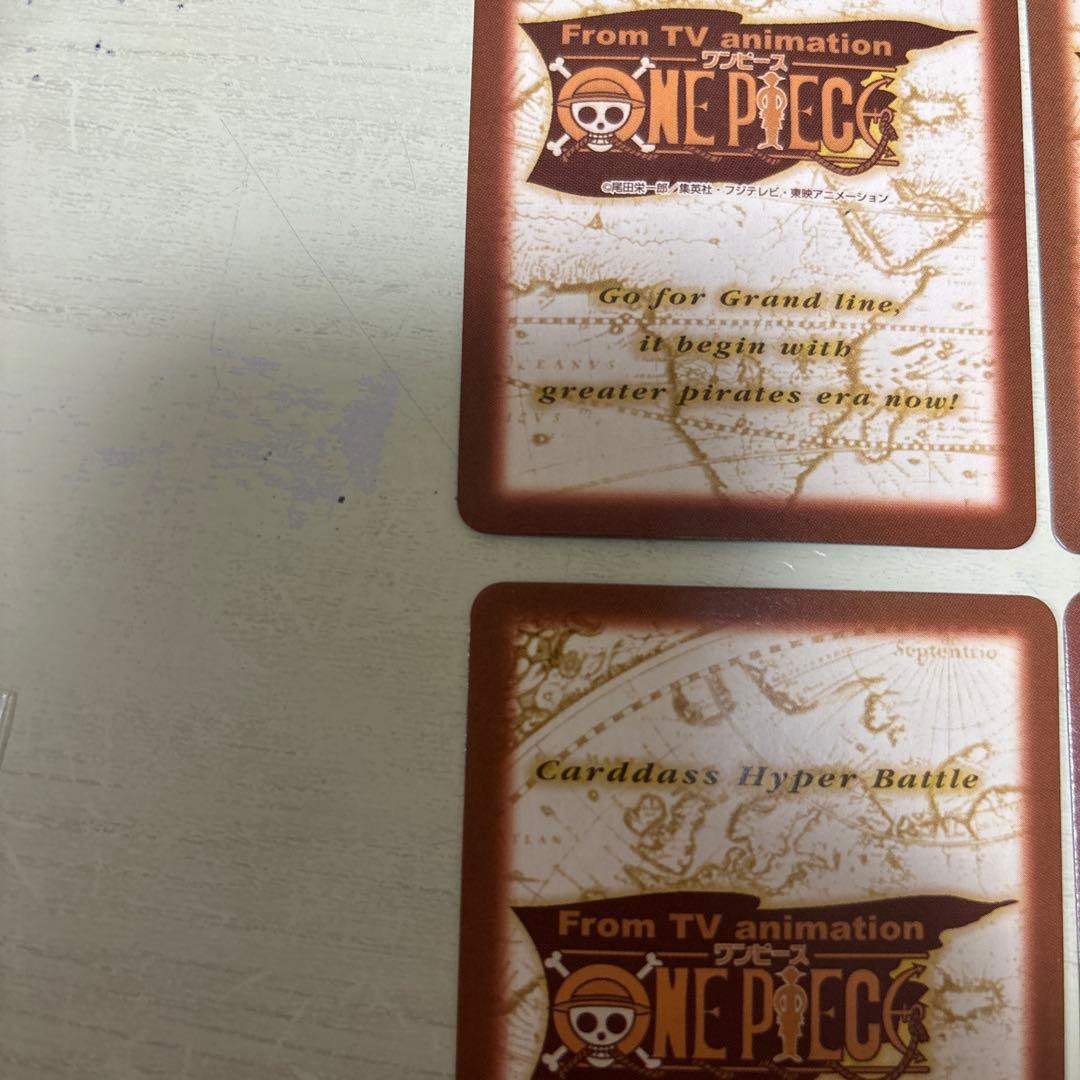 From TV animation
ワンピース
ONE PIECE
©尾田栄一郎/集英社・フジテレビ・東映アニメーション
Go for Grand line,
it begin with
greater pirates era now!
Septentrio
Carddass Hyper Battle
From TV animation
ワンピース
ONE PIECE